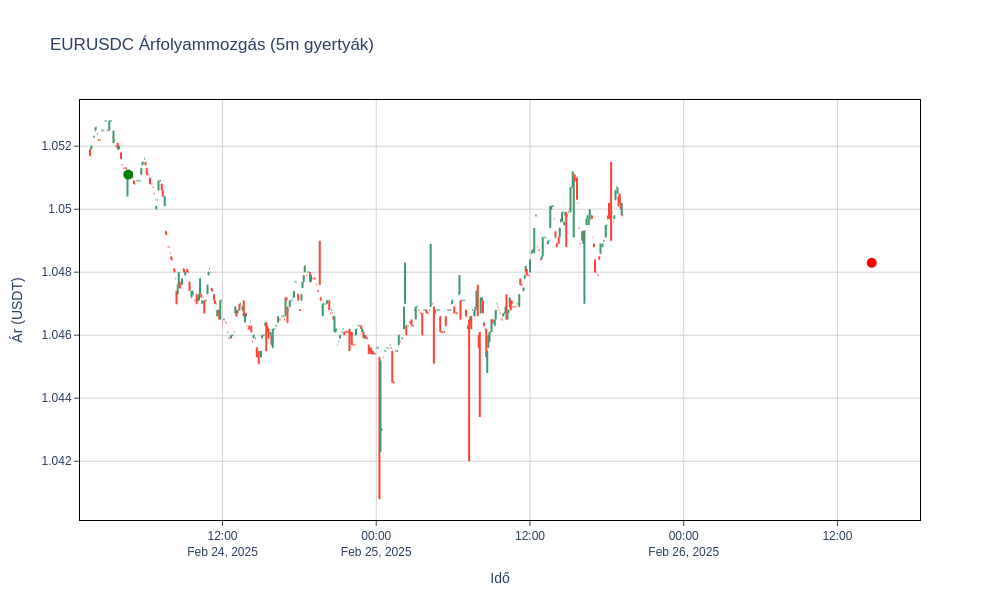 EURUSDC Árfolyammozgás (5m gyertyák)
1.052
1.05
1.048
1.046
1.044
1.042
Ár (USDT)
12:00
Feb 24, 2025
00:00
Feb 25, 2025
12:00
00:00
Feb 26, 2025
12:00
Idő